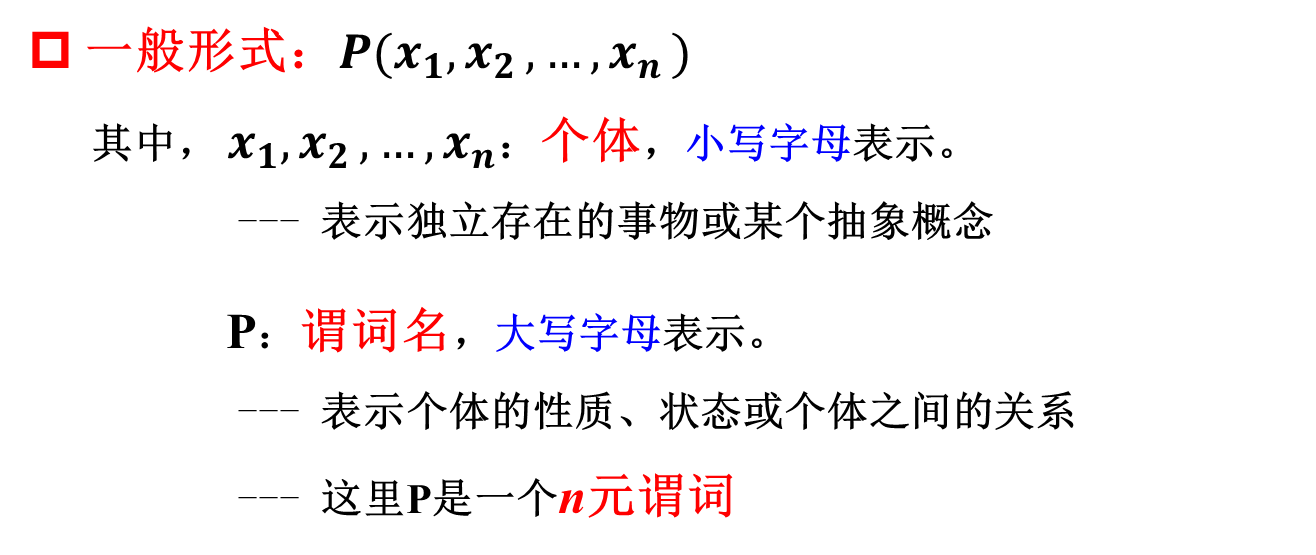 一般形式：P(x₁, x₂ , … , xₙ )
其中， x₁, x₂ , … , xₙ：个体，小写字母表示。
--- 表示独立存在的事物或某个抽象概念
P：谓词名，大写字母表示。
--- 表示个体的性质、状态或个体之间的关系
--- 这里P是一个n元谓词